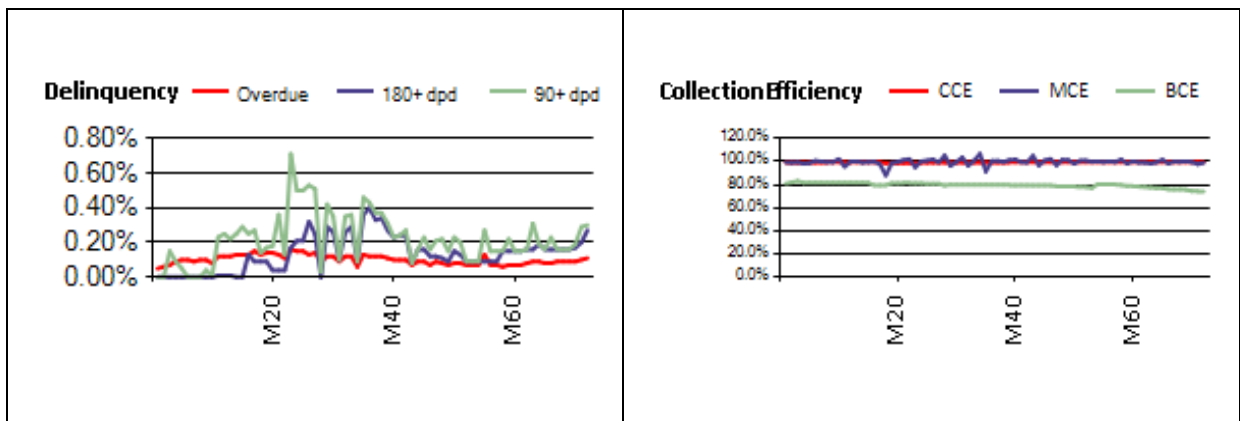 Delinquency Overdue 180+ dpd 90+ dpd
0.80%
0.60%
0.40%
0.20%
0.00%
M20
M40
M60
Collection Efficiency CCE MCE BCE
120.0%
100.0%
80.0%
60.0%
40.0%
20.0%
0.0%
M20
M40
M60